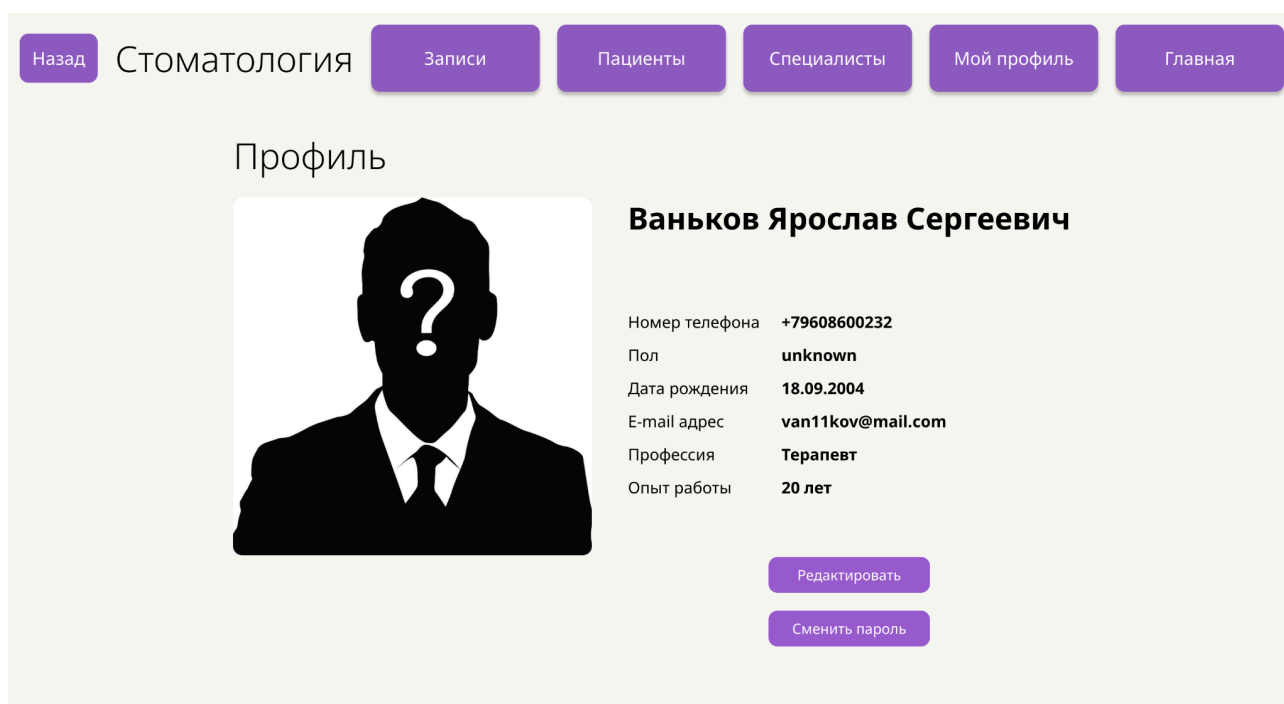 Назад Стоматология Записи Пациенты Специалисты Мой профиль Главная
Профиль
Ваньков Ярослав Сергеевич
?
Номер телефона +79608600232
Пол unknown
Дата рождения 18.09.2004
E-mail адрес van11kov@mail.com
Профессия Терапевт
Опыт работы 20 лет
Редактировать
Сменить пароль